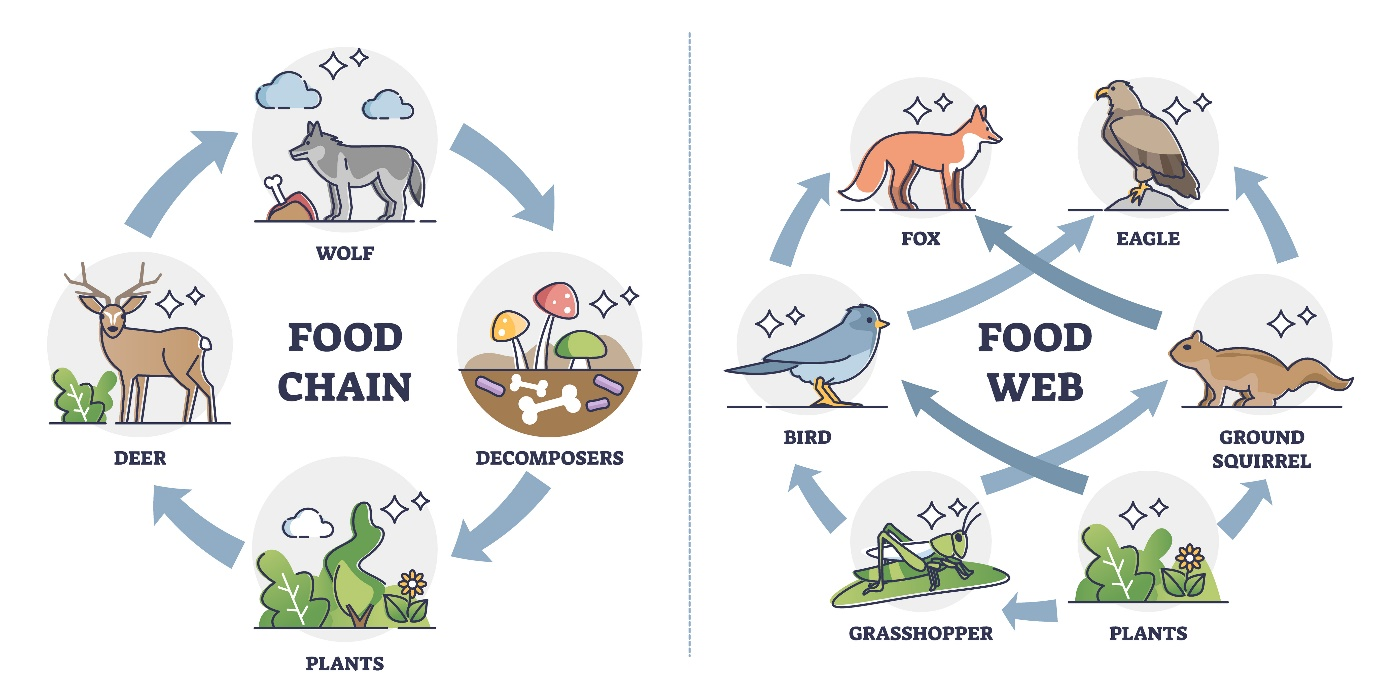 WOLF
FOOD
CHAIN
DEER
DECOMPOSERS
PLANTS
FOX
EAGLE
FOOD
WEB
BIRD
GROUND
SQUIRREL
GRASSHOPPER
PLANTS